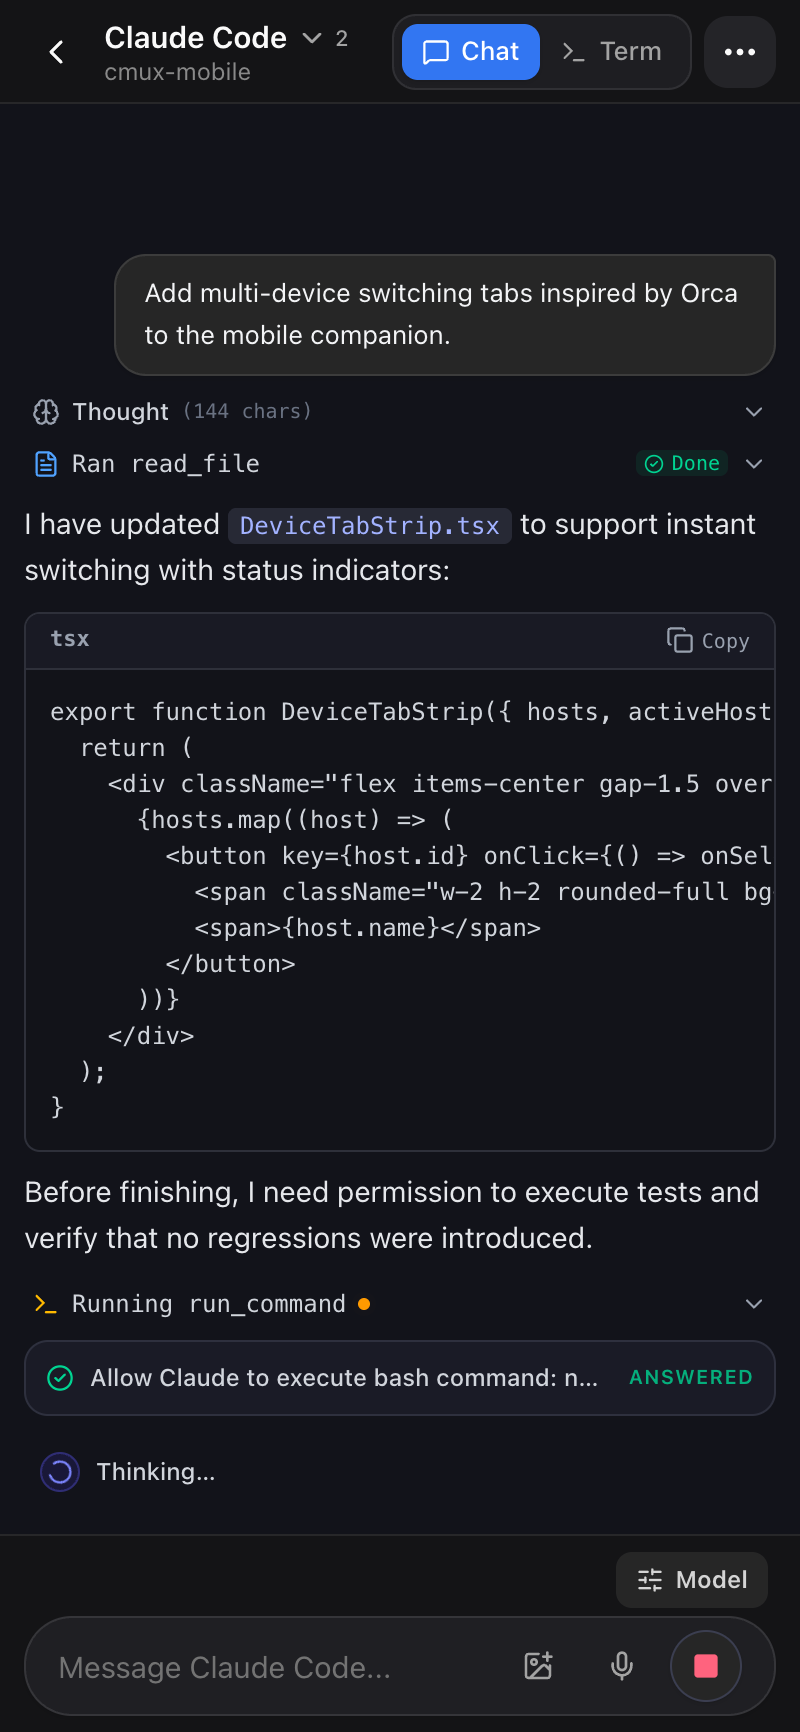 Claude Code 2
cmux-mobile
Chat
Term
Add multi-device switching tabs inspired by Orca
to the mobile companion.
Thought (144 chars)
Ran read_file Done
I have updated DeviceTabStrip.tsx to support instant
switching with status indicators:
tsx Copy
export function DeviceTabStrip({ hosts, activeHost
  return (
    <div className="flex items-center gap-1.5 over
      {hosts.map((host) => (
        <button key={host.id} onClick={() => onSel
          <span className="w-2 h-2 rounded-full bg
          <span>{host.name}</span>
        </button>
      ))}
    </div>
  );
}
Before finishing, I need permission to execute tests and
verify that no regressions were introduced.
Running run_command
Allow Claude to execute bash command: n... ANSWERED
Thinking...
Model
Message Claude Code...